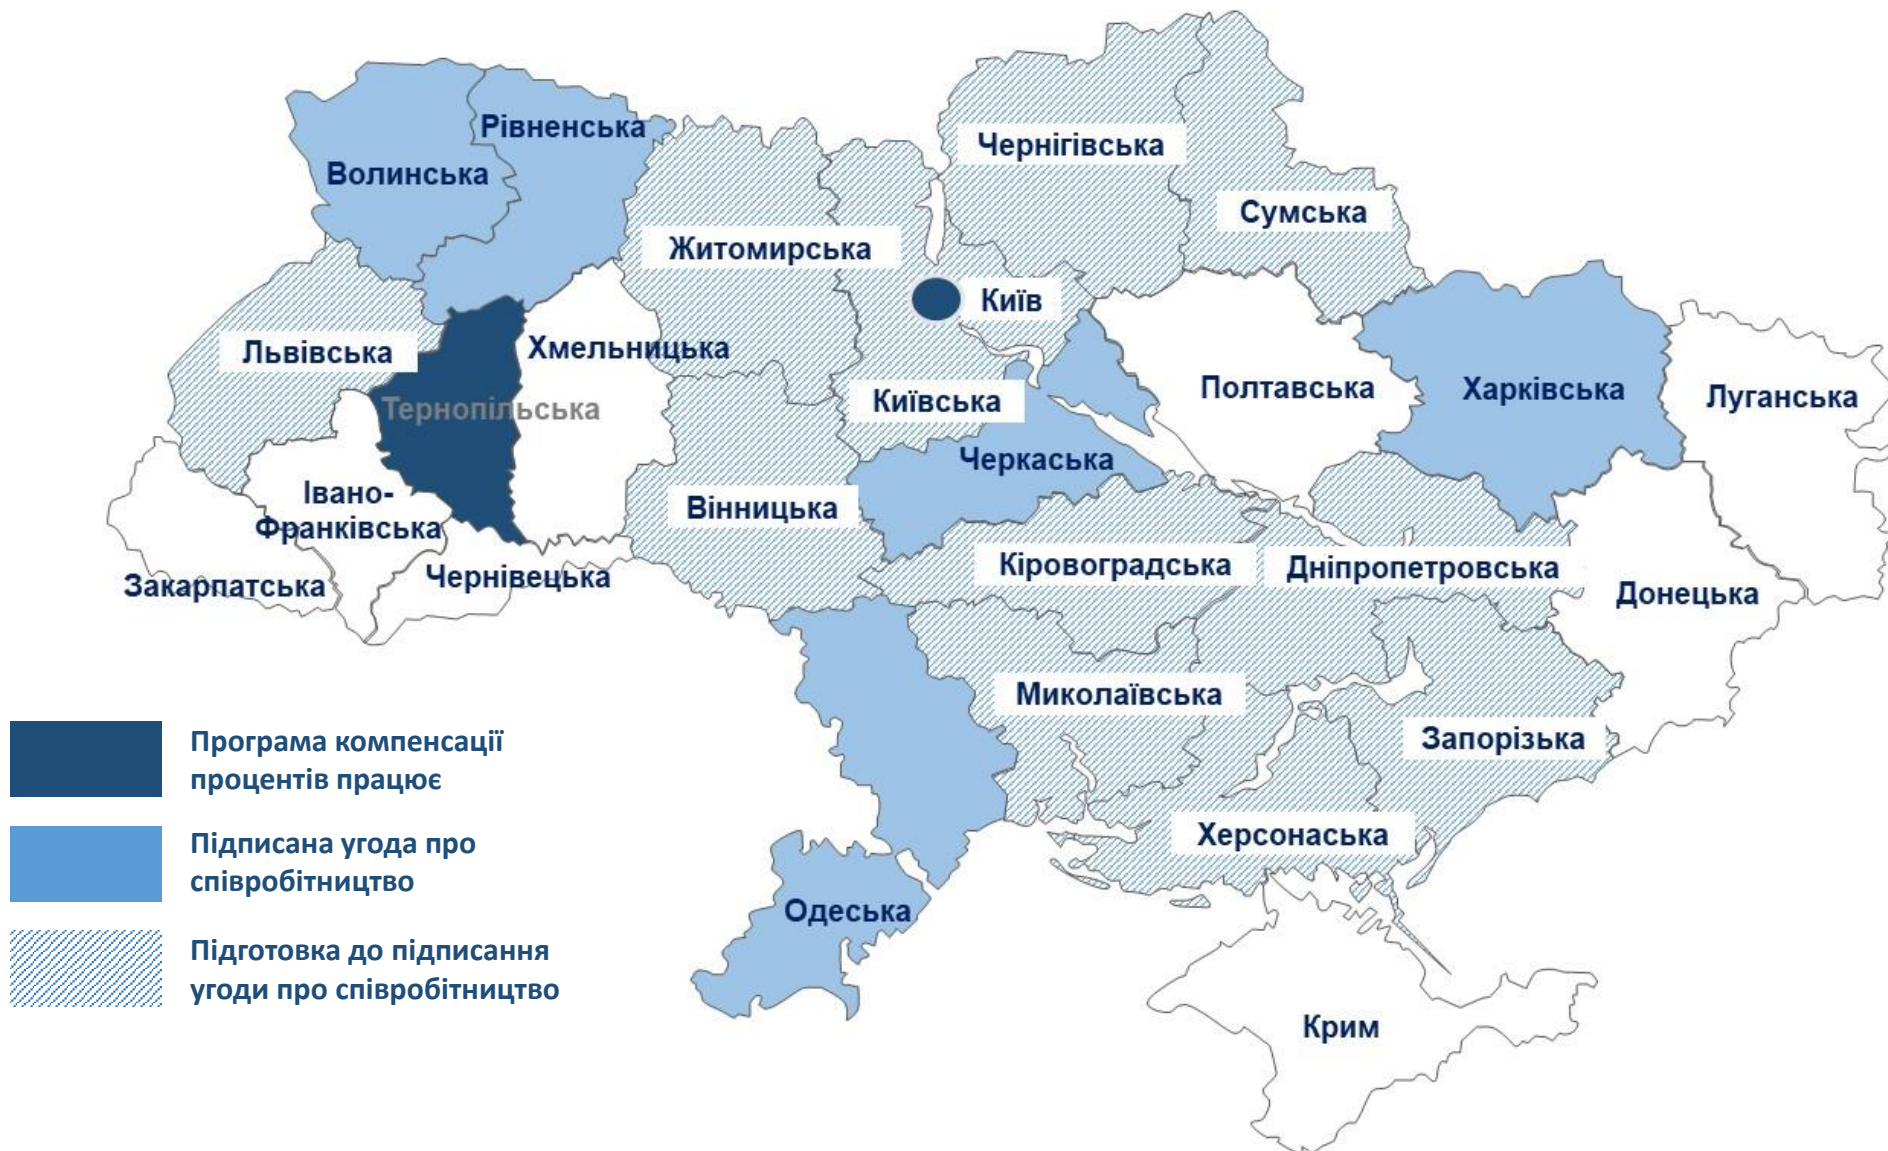 Рівненська
Чернігівська
Волинська
Сумська
Житомирська
Київ
Львівська
Хмельницька
Полтавська
Харківська
Луганська
Київська
Тернопільська
Черкаська
Івано-
Франківська
Вінницька
Кіровоградська
Дніпропетровська
Закарпатська
Чернівецька
Донецька
Миколаївська
Запорізька
Херсонаська
Одеська
Крим
Програма компенсації
процентів працює
Підписана угода про
співробітництво
Підготовка до підписання
угоди про співробітництво